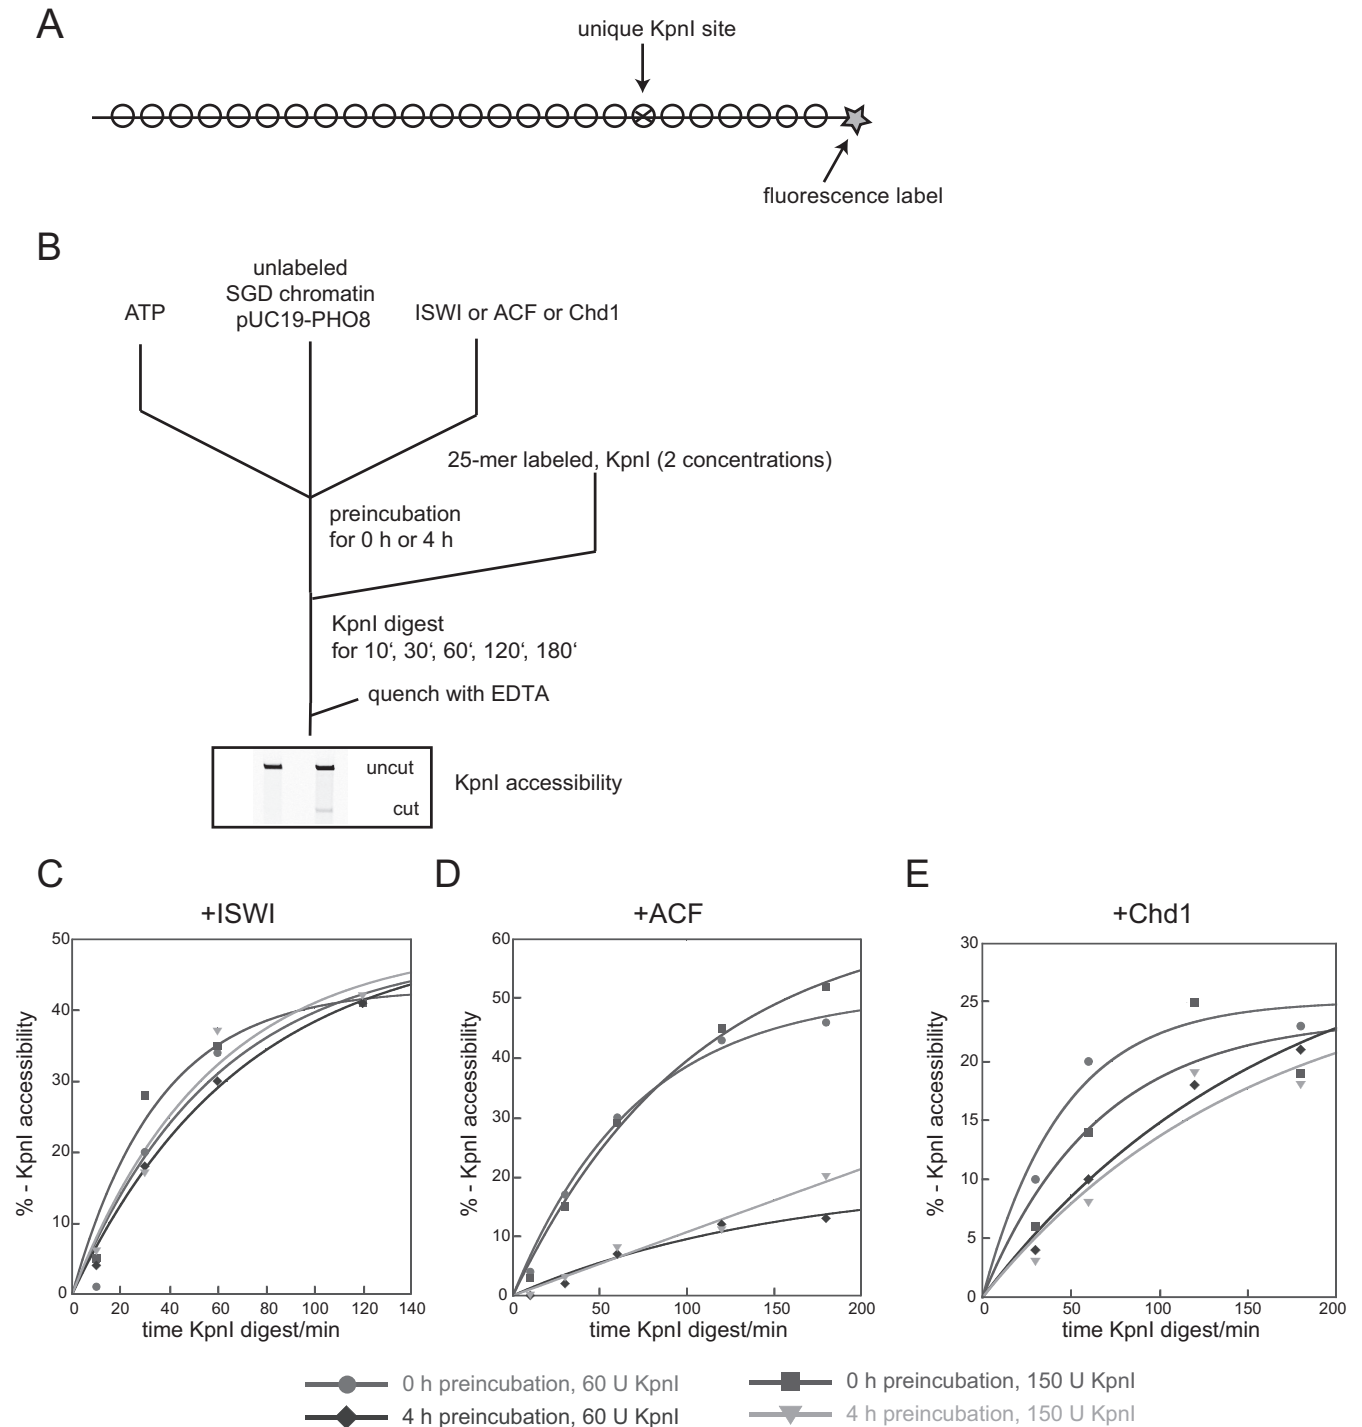 A
unique KpnI site
fluorescence label
B
unlabeled
SGD chromatin
pUC19-PHO8
ATP
ISWI or ACF or Chd1
25-mer labeled, KpnI (2 concentrations)
preincubation
for 0 h or 4 h
KpnI digest
for 10‘, 30‘, 60‘, 120‘, 180‘
quench with EDTA
uncut
cut
KpnI accessibility
C
+ISWI
% - KpnI accessibility
50
40
30
20
10
0
0 20 40 60 80 100 120 140
time KpnI digest/min
D
+ACF
% - KpnI accessibility
60
50
40
30
20
10
0
0 50 100 150 200
time KpnI digest/min
E
+Chd1
% - KpnI accessibility
30
25
20
15
10
5
0
0 50 100 150 200
time KpnI digest/min
0 h preincubation, 60 U KpnI
0 h preincubation, 150 U KpnI
4 h preincubation, 60 U KpnI
4 h preincubation, 150 U KpnI